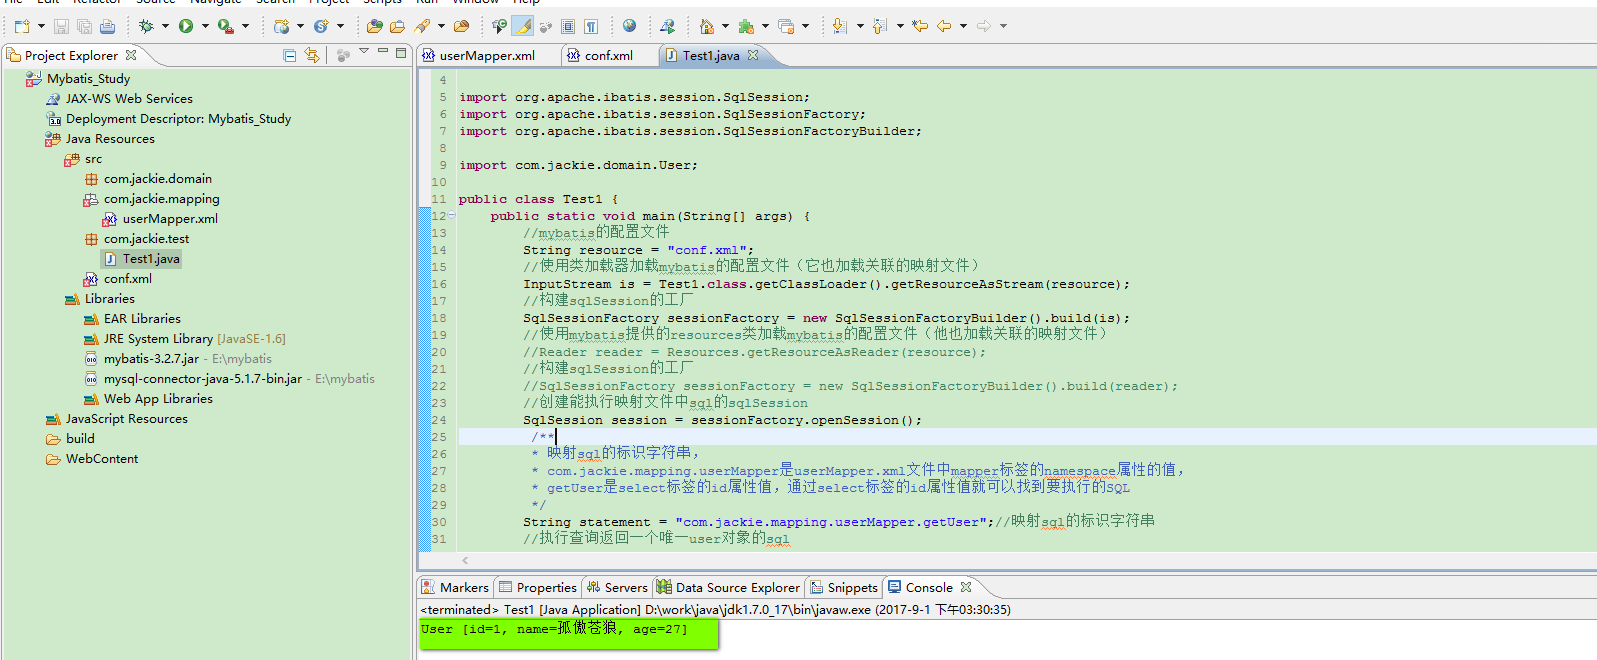 File Edit Refactor Source Navigate Search Project Scripts Run Window Help
Project Explorer
Mybatis_Study
JAX-WS Web Services
Deployment Descriptor: Mybatis_Study
Java Resources
src
com.jackie.domain
com.jackie.mapping
userMapper.xml
com.jackie.test
Test1.java
conf.xml
Libraries
EAR Libraries
JRE System Library [JavaSE-1.6]
mybatis-3.2.7.jar - E:\mybatis
mysql-connector-java-5.1.7-bin.jar - E:\mybatis
Web App Libraries
JavaScript Resources
build
WebContent
userMapper.xml conf.xml Test1.java
4
5 import org.apache.ibatis.session.SqlSession;
6 import org.apache.ibatis.session.SqlSessionFactory;
7 import org.apache.ibatis.session.SqlSessionFactoryBuilder;
8
9 import com.jackie.domain.User;
10
11 public class Test1 {
12 public static void main(String[] args) {
13 //mybatis的配置文件
14 String resource = "conf.xml";
15 //使用类加载器加载mybatis的配置文件（它也加载关联的映射文件）
16 InputStream is = Test1.class.getClassLoader().getResourceAsStream(resource);
17 //构建sqlSession的工厂
18 SqlSessionFactory sessionFactory = new SqlSessionFactoryBuilder().build(is);
19 //使用mybatis提供的resources类加载mybatis的配置文件（他也加载关联的映射文件）
20 //Reader reader = Resources.getResourceAsReader(resource);
21 //构建sqlSession的工厂
22 //SqlSessionFactory sessionFactory = new SqlSessionFactoryBuilder().build(reader);
23 //创建能执行映射文件中sql的sqlSession
24 SqlSession session = sessionFactory.openSession();
25 /**
26 * 映射sql的标识字符串，
27 * com.jackie.mapping.userMapper是userMapper.xml文件中mapper标签的namespace属性的值，
28 * getUser是select标签的id属性值，通过select标签的id属性值就可以找到要执行的SQL
29 */
30 String statement = "com.jackie.mapping.userMapper.getUser";//映射sql的标识字符串
31 //执行查询返回一个唯一user对象的sql
Markers Properties Servers Data Source Explorer Snippets Console
<terminated> Test1 [Java Application] D:\work\java\jdk1.7.0_17\bin\javaw.exe (2017-9-1 下午03:30:35)
User [id=1, name=孤傲苍狼, age=27]